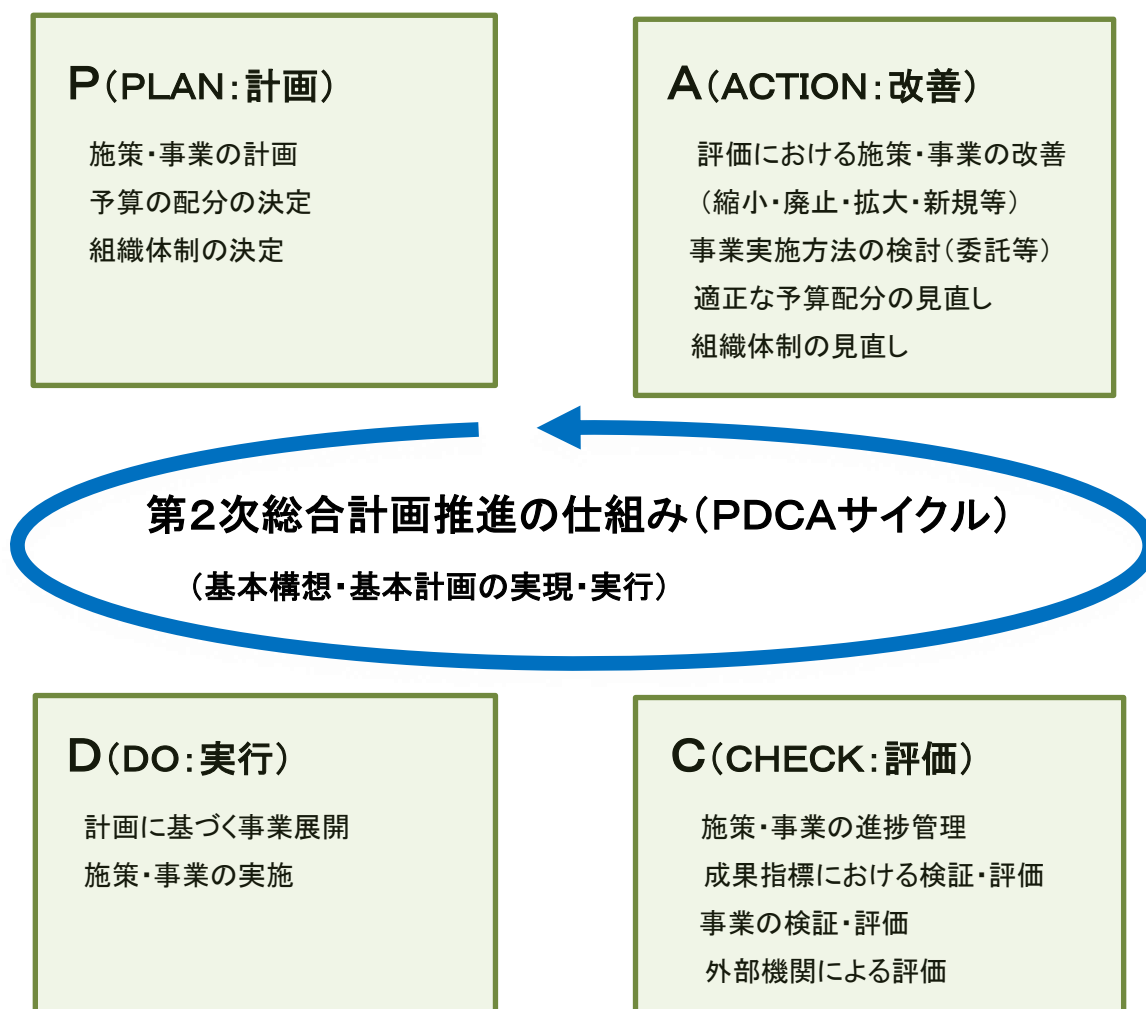 P(PLAN:計画)
施策・事業の計画
予算の配分の決定
組織体制の決定
A(ACTION:改善)
評価における施策・事業の改善
(縮小・廃止・拡大・新規等)
事業実施方法の検討(委託等)
適正な予算配分の見直し
組織体制の見直し
第2次総合計画推進の仕組み(PDCAサイクル)
(基本構想・基本計画の実現・実行)
D(DO:実行)
計画に基づく事業展開
施策・事業の実施
C(CHECK:評価)
施策・事業の進捗管理
成果指標における検証・評価
事業の検証・評価
外部機関による評価